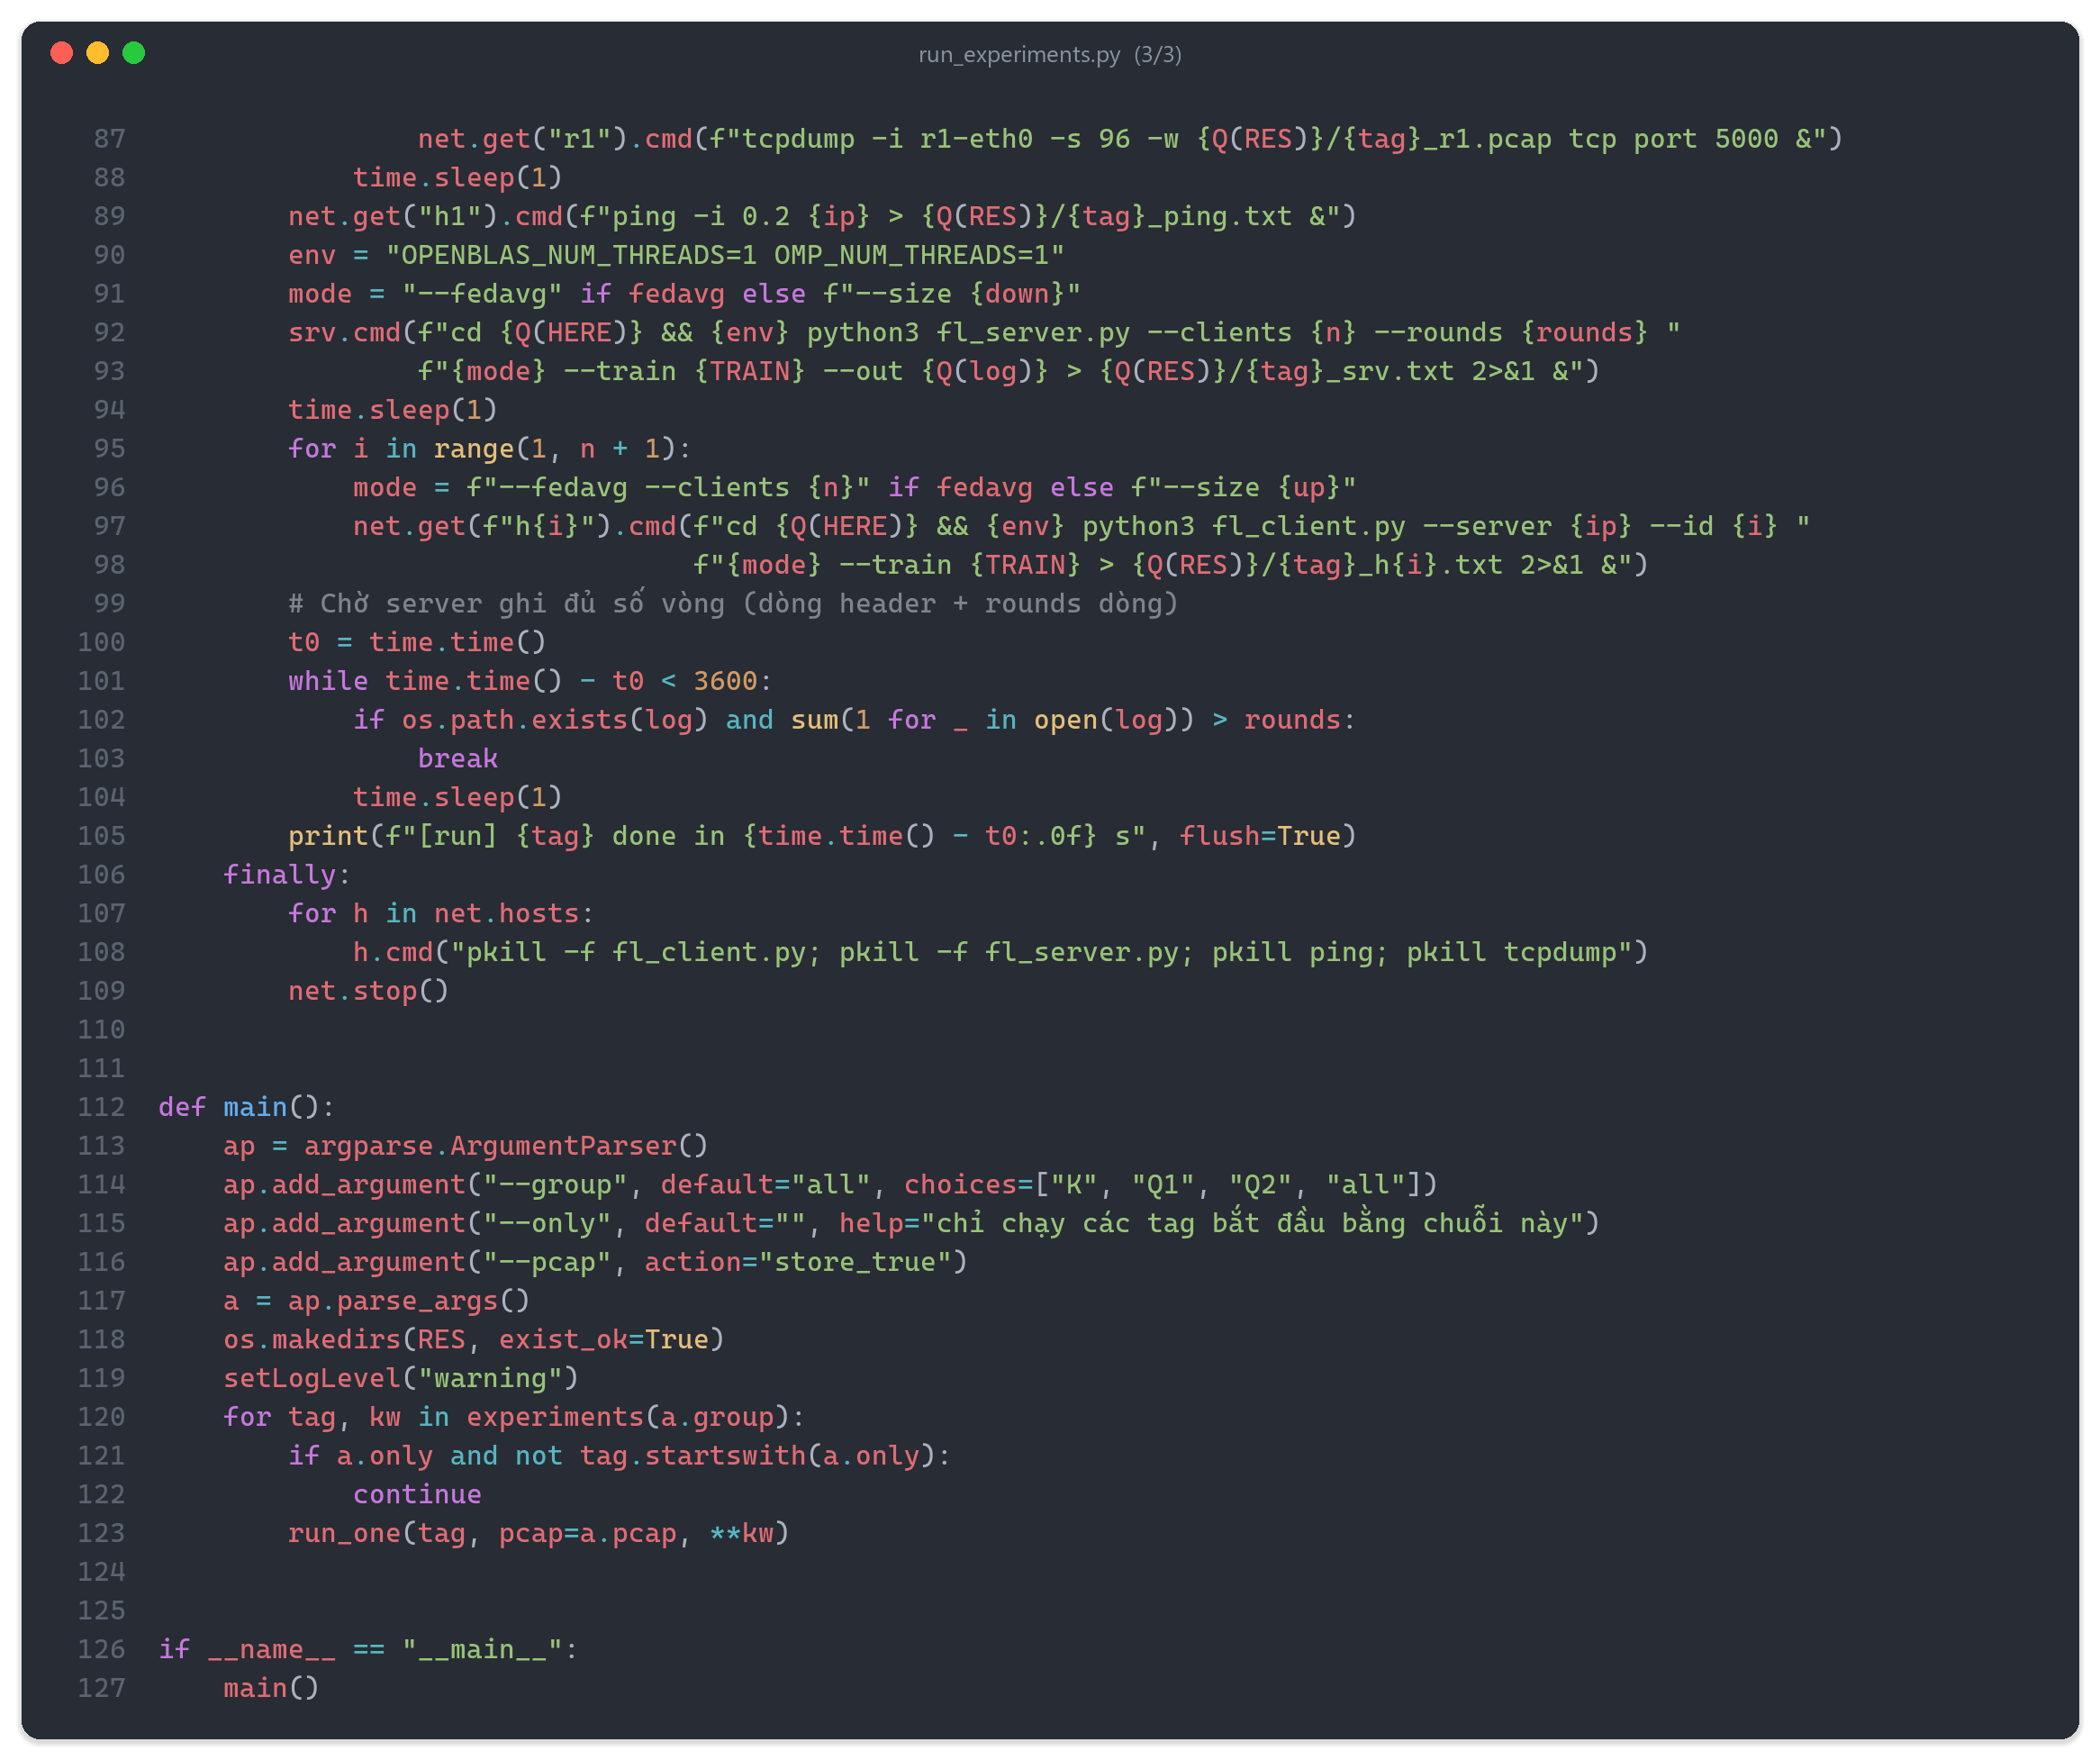 run_experiments.py (3/3)
87                  net.get("r1").cmd(f"tcpdump -i r1-eth0 -s 96 -w {Q(RES)}/{tag}_r1.pcap tcp port 5000 &")
88              time.sleep(1)
89          net.get("h1").cmd(f"ping -i 0.2 {ip} > {Q(RES)}/{tag}_ping.txt &")
90          env = "OPENBLAS_NUM_THREADS=1 OMP_NUM_THREADS=1"
91          mode = "--fedavg" if fedavg else f"--size {down}"
92          srv.cmd(f"cd {Q(HERE)} && {env} python3 fl_server.py --clients {n} --rounds {rounds} "
93                  f"{mode} --train {TRAIN} --out {Q(log)} > {Q(RES)}/{tag}_srv.txt 2>&1 &")
94          time.sleep(1)
95          for i in range(1, n + 1):
96              mode = f"--fedavg --clients {n}" if fedavg else f"--size {up}"
97              net.get(f"h{i}").cmd(f"cd {Q(HERE)} && {env} python3 fl_client.py --server {ip} --id {i} "
98                                   f"{mode} --train {TRAIN} > {Q(RES)}/{tag}_h{i}.txt 2>&1 &")
99          # Chờ server ghi đủ số vòng (dòng header + rounds dòng)
100         t0 = time.time()
101         while time.time() - t0 < 3600:
102             if os.path.exists(log) and sum(1 for _ in open(log)) > rounds:
103                 break
104             time.sleep(1)
105         print(f"[run] {tag} done in {time.time() - t0:.0f} s", flush=True)
106     finally:
107         for h in net.hosts:
108             h.cmd("pkill -f fl_client.py; pkill -f fl_server.py; pkill ping; pkill tcpdump")
109         net.stop()
110
111
112 def main():
113     ap = argparse.ArgumentParser()
114     ap.add_argument("--group", default="all", choices=["K", "Q1", "Q2", "all"])
115     ap.add_argument("--only", default="", help="chỉ chạy các tag bắt đầu bằng chuỗi này")
116     ap.add_argument("--pcap", action="store_true")
117     a = ap.parse_args()
118     os.makedirs(RES, exist_ok=True)
119     setLogLevel("warning")
120     for tag, kw in experiments(a.group):
121         if a.only and not tag.startswith(a.only):
122             continue
123         run_one(tag, pcap=a.pcap, **kw)
124
125
126 if __name__ == "__main__":
127     main()